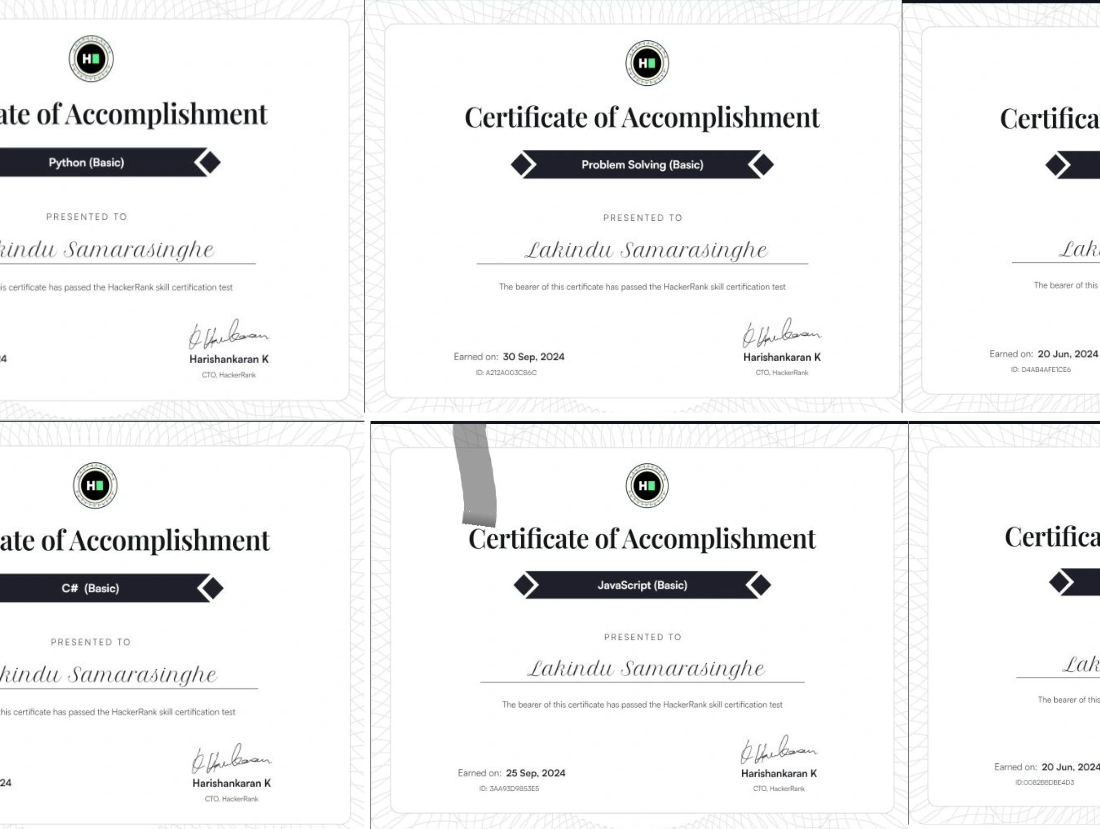 ate of Accomplishment
Python (Basic)
PRESENTED TO
kindu Samarasinghe
is certificate has passed the HackerRank skill certification test
4
Harishankaran K
CTO, HackerRank
Certificate of Accomplishment
Problem Solving (Basic)
PRESENTED TO
Lakindu Samarasinghe
The bearer of this certificate has passed the HackerRank skill certification test
Earned on: 30 Sep, 2024
ID: A212A003CB6C
Harishankaran K
CTO, HackerRank
Certifica
Lak
The bearer of this
Earned on: 20 Jun, 2024
ID: D4AB4AFE1CE6
ate of Accomplishment
C# (Basic)
PRESENTED TO
kindu Samarasinghe
his certificate has passed the HackerRank skill certification test
24
Harishankaran K
CTO, HackerRank
Certificate of Accomplishment
JavaScript (Basic)
PRESENTED TO
Lakindu Samarasinghe
The bearer of this certificate has passed the HackerRank skill certification test
Earned on: 25 Sep, 2024
ID: 3AA93D9853E5
Harishankaran K
CTO, HackerRank
Certifica
Lak
The bearer of this
Earned on: 20 Jun, 2024
ID:0082BBDBE4D3